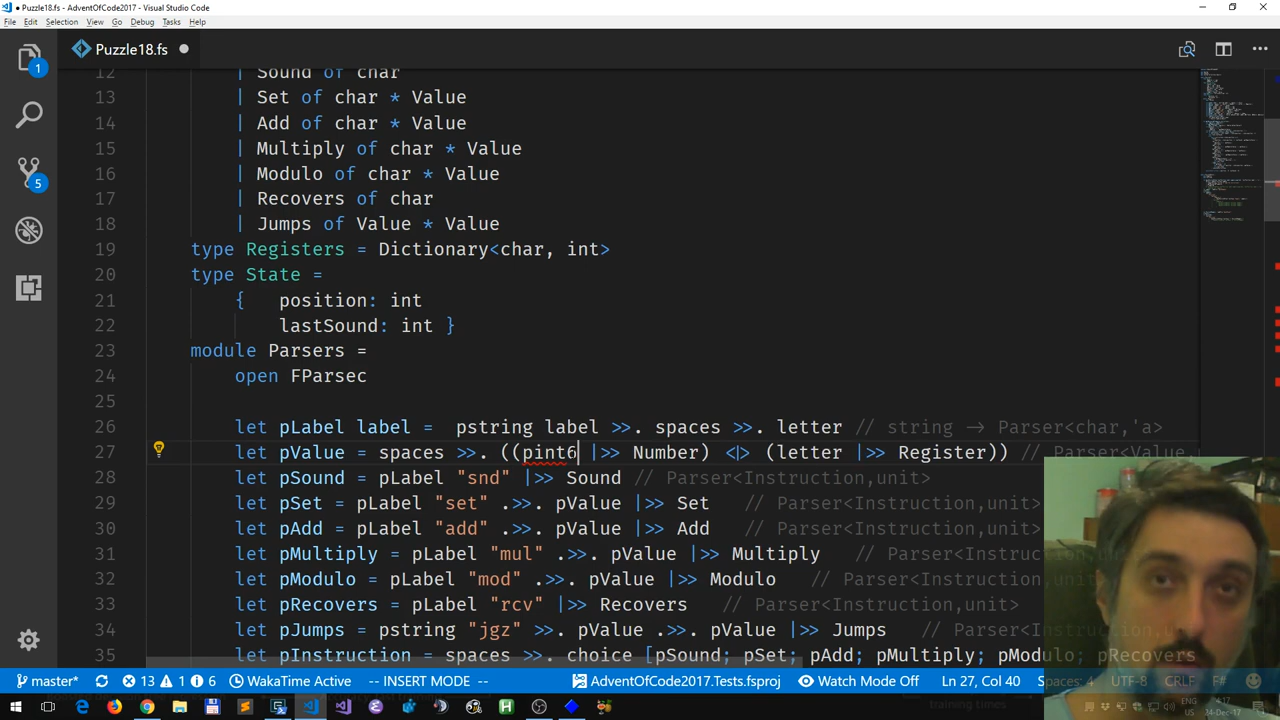 Puzzle18.fs - AdventOfCode2017 - Visual Studio Code
File Edit Selection View Go Debug Tasks Help
Puzzle18.fs
12 | Sound of char
13 | Set of char * Value
14 | Add of char * Value
15 | Multiply of char * Value
16 | Modulo of char * Value
17 | Recovers of char
18 | Jumps of Value * Value
19 type Registers = Dictionary<char, int>
20 type State =
21 { position: int
22 lastSound: int }
23 module Parsers =
24 open FParsec
25
26 let pLabel label = pstring label >>. spaces >>. letter // string -> Parser<char,'a>
27 let pValue = spaces >>. ((pint6 |>> Number) <|> (letter |>> Register)) // Parser<Value,
28 let pSound = pLabel "snd" |>> Sound // Parser<Instruction,unit>
29 let pSet = pLabel "set" .>>. pValue |>> Set // Parser<Instruction,unit>
30 let pAdd = pLabel "add" .>>. pValue |>> Add // Parser<Instruction,unit>
31 let pMultiply = pLabel "mul" .>>. pValue |>> Multiply // Parser<Instruction
32 let pModulo = pLabel "mod" .>>. pValue |>> Modulo // Parser<Instruction,un
33 let pRecovers = pLabel "rcv" |>> Recovers // Parser<Instruction,unit>
34 let pJumps = pstring "jgz" >>. pValue .>>. pValue |>> Jumps // Parser<Instr
35 let pInstruction = spaces >>. choice [pSound; pSet; pAdd; pMultiply; pModulo; pRecovers
1
5
master* 13 1 6 WakaTime Active -- INSERT MODE -- AdventOfCode2017.Tests.fsproj Watch Mode Off Ln 27, Col 40 Spaces: 4 UTF-8 CRLF F#
training times
ENG
US
04-Dec-17